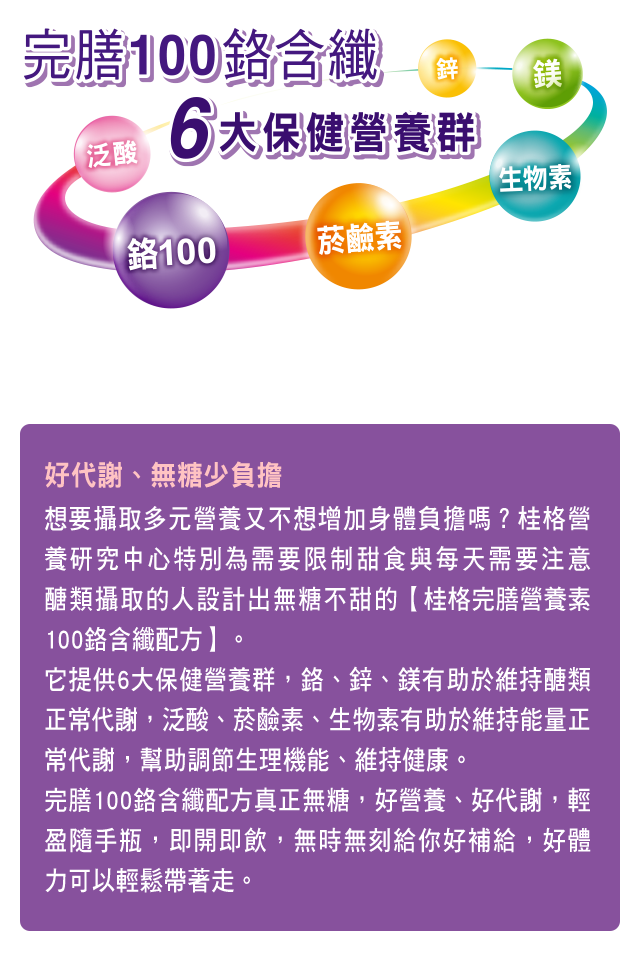 完膳100鉻含纖
6大保健營養群
鋅
鎂
泛酸
生物素
鉻100
菸鹼素
好代謝、無糖少負擔
想要攝取多元營養又不想增加身體負擔嗎？桂格營
養研究中心特別為需要限制甜食與每天需要注意
醣類攝取的人設計出無糖不甜的【桂格完膳營養素
100鉻含纖配方】。
它提供6大保健營養群，鉻、鋅、鎂有助於維持醣類
正常代謝，泛酸、菸鹼素、生物素有助於維持能量正
常代謝，幫助調節生理機能、維持健康。
完膳100鉻含纖配方真正無糖，好營養、好代謝，輕
盈隨手瓶，即開即飲，無時無刻給你好補給，好體
力可以輕鬆帶著走。